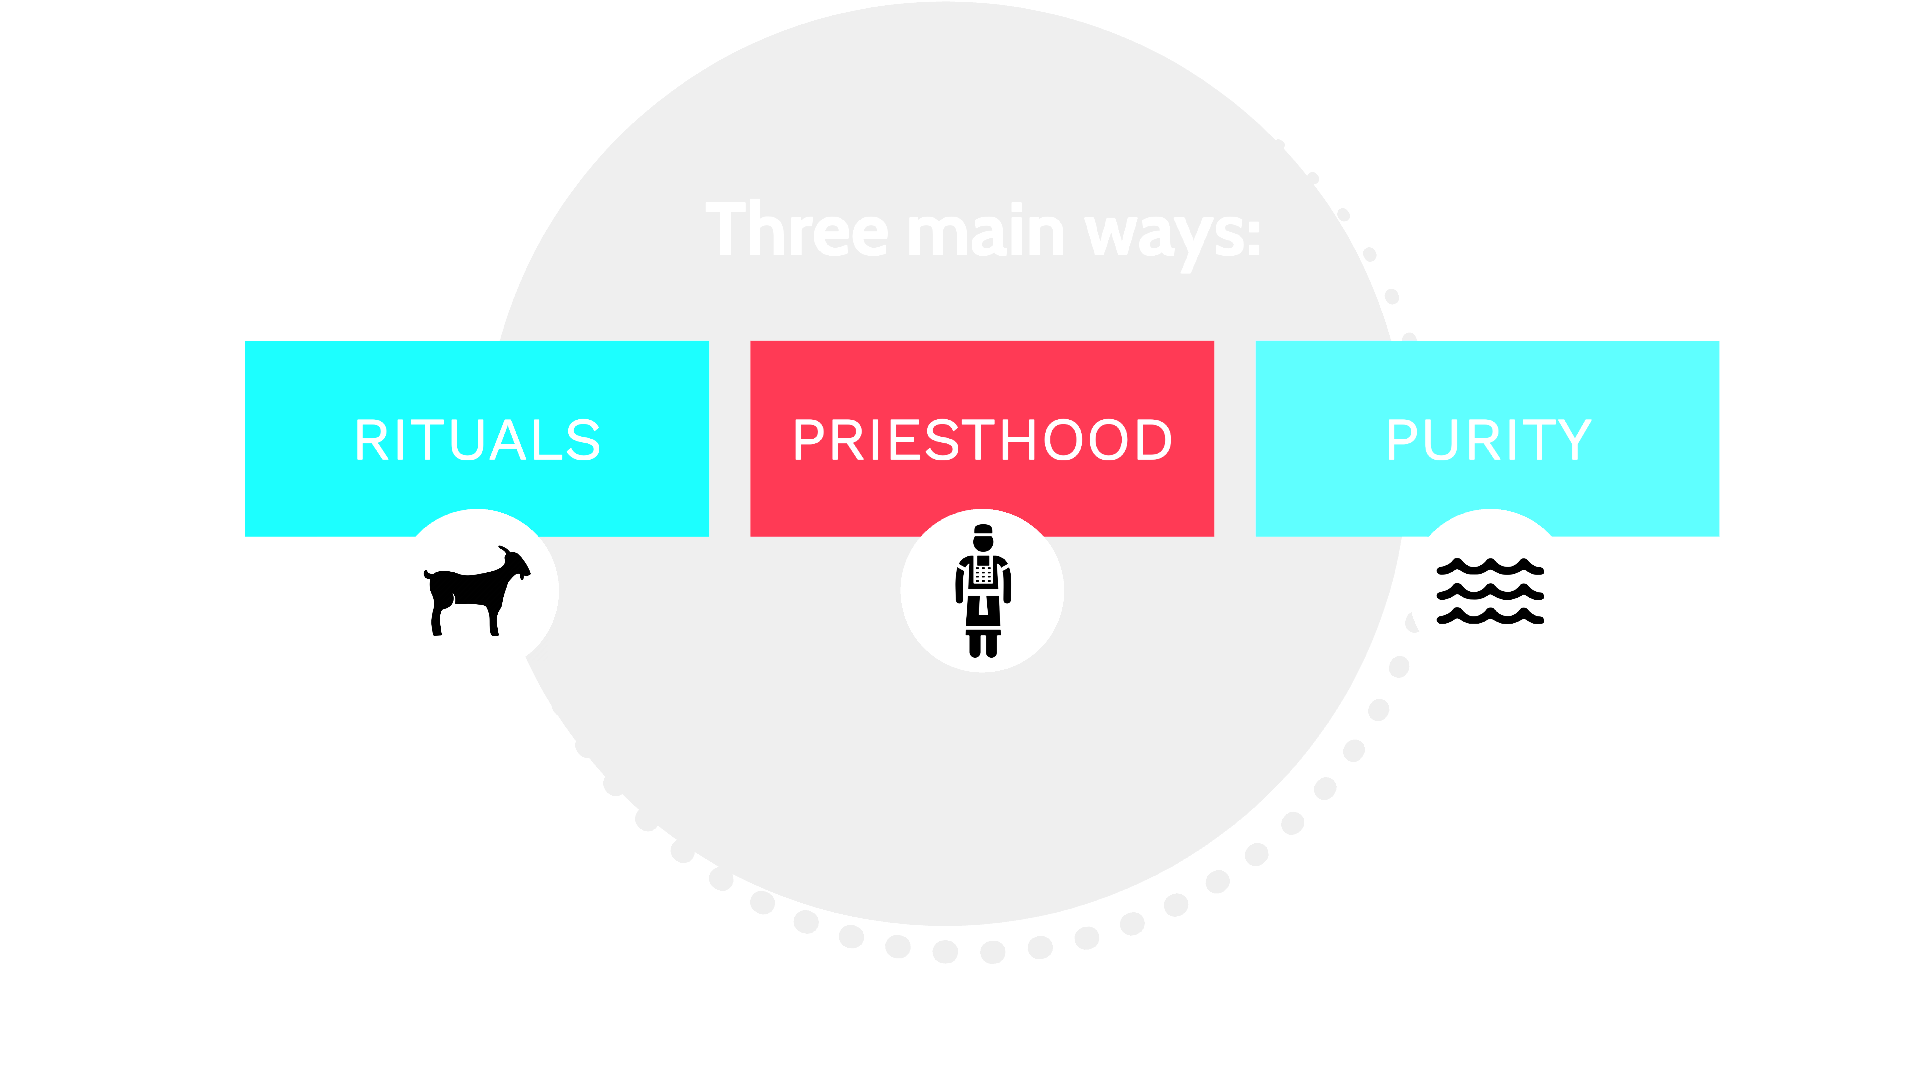 Three main ways:
RITUALS
PRIESTHOOD
PURITY